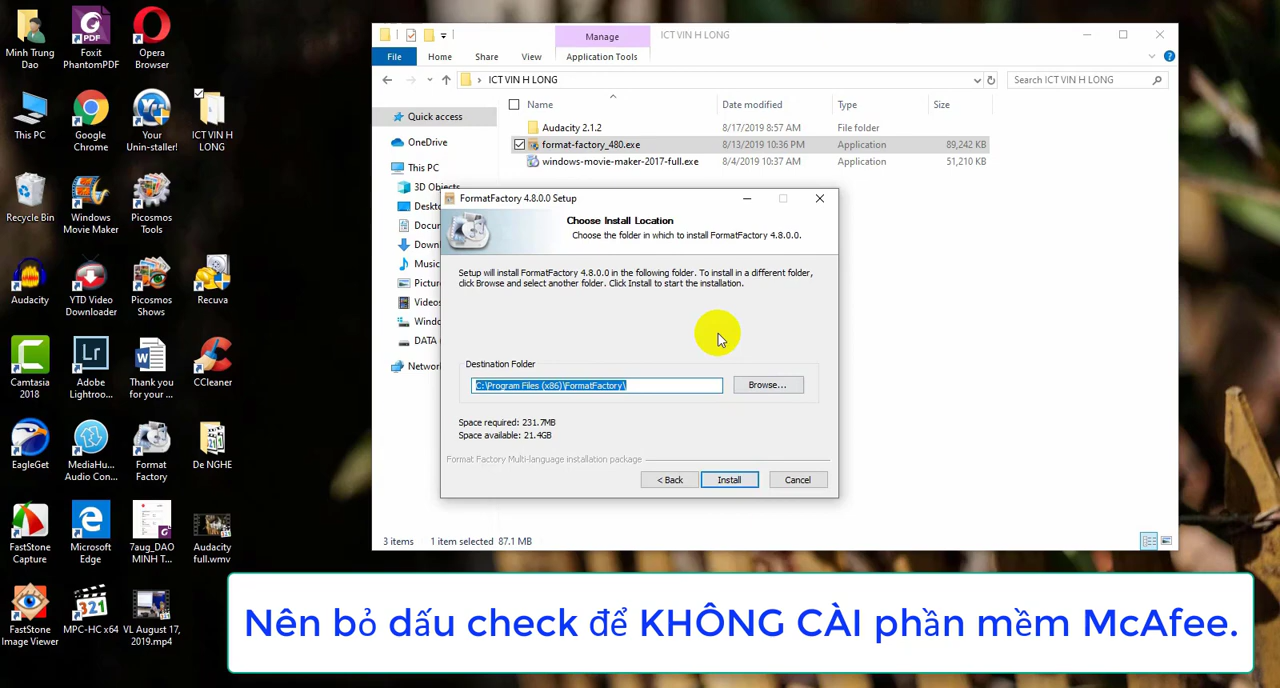 Minh Trung
Dao
Foxit
PhantomPDF
Opera
Browser
This PC
Google
Chrome
Your
Unin-staller!
ICT VIN H
LONG
Recycle Bin
Windows
Movie Maker
Picosmos
Tools
Audacity
YTD Video
Downloader
Picosmos
Shows
Recuva
Camtasia
2018
Adobe
Lightroo...
Thank you
for your ...
CCleaner
EagleGet
MediaHu...
Audio Con...
Format
Factory
De NGHE
FastStone
Capture
Microsoft
Edge
7aug_DAO
MINH T...
Audacity
full.wmv
FastStone
Image Viewer
MPC-HC x64
VL August 17,
2019.mp4
Manage
ICT VIN H LONG
File
Home
Share
View
Application Tools
ICT VIN H LONG
Search ICT VIN H LONG
Quick access
OneDrive
This PC
3D Objects
Deskt
Docu
Down
Music
Picture
Videos
Windo
DATA
Networ
Name
Date modified
Type
Size
Audacity 2.1.2 8/17/2019 8:57 AM File folder
format-factory_480.exe 8/13/2019 10:36 PM Application 89,242 KB
windows-movie-maker-2017-full.exe 8/4/2019 10:37 AM Application 51,210 KB
FormatFactory 4.8.0.0 Setup
Choose Install Location
Choose the folder in which to install FormatFactory 4.8.0.0.
Setup will install FormatFactory 4.8.0.0 in the following folder. To install in a different folder,
click Browse and select another folder. Click Install to start the installation.
Destination Folder
C:\Program Files (x86)\FormatFactory\
Browse...
Space required: 231.7MB
Space available: 21.4GB
Format Factory Multi-language installation package
< Back
Install
Cancel
3 items 1 item selected 87.1 MB
Nên bỏ dấu check để KHÔNG CÀI phần mềm McAfee.